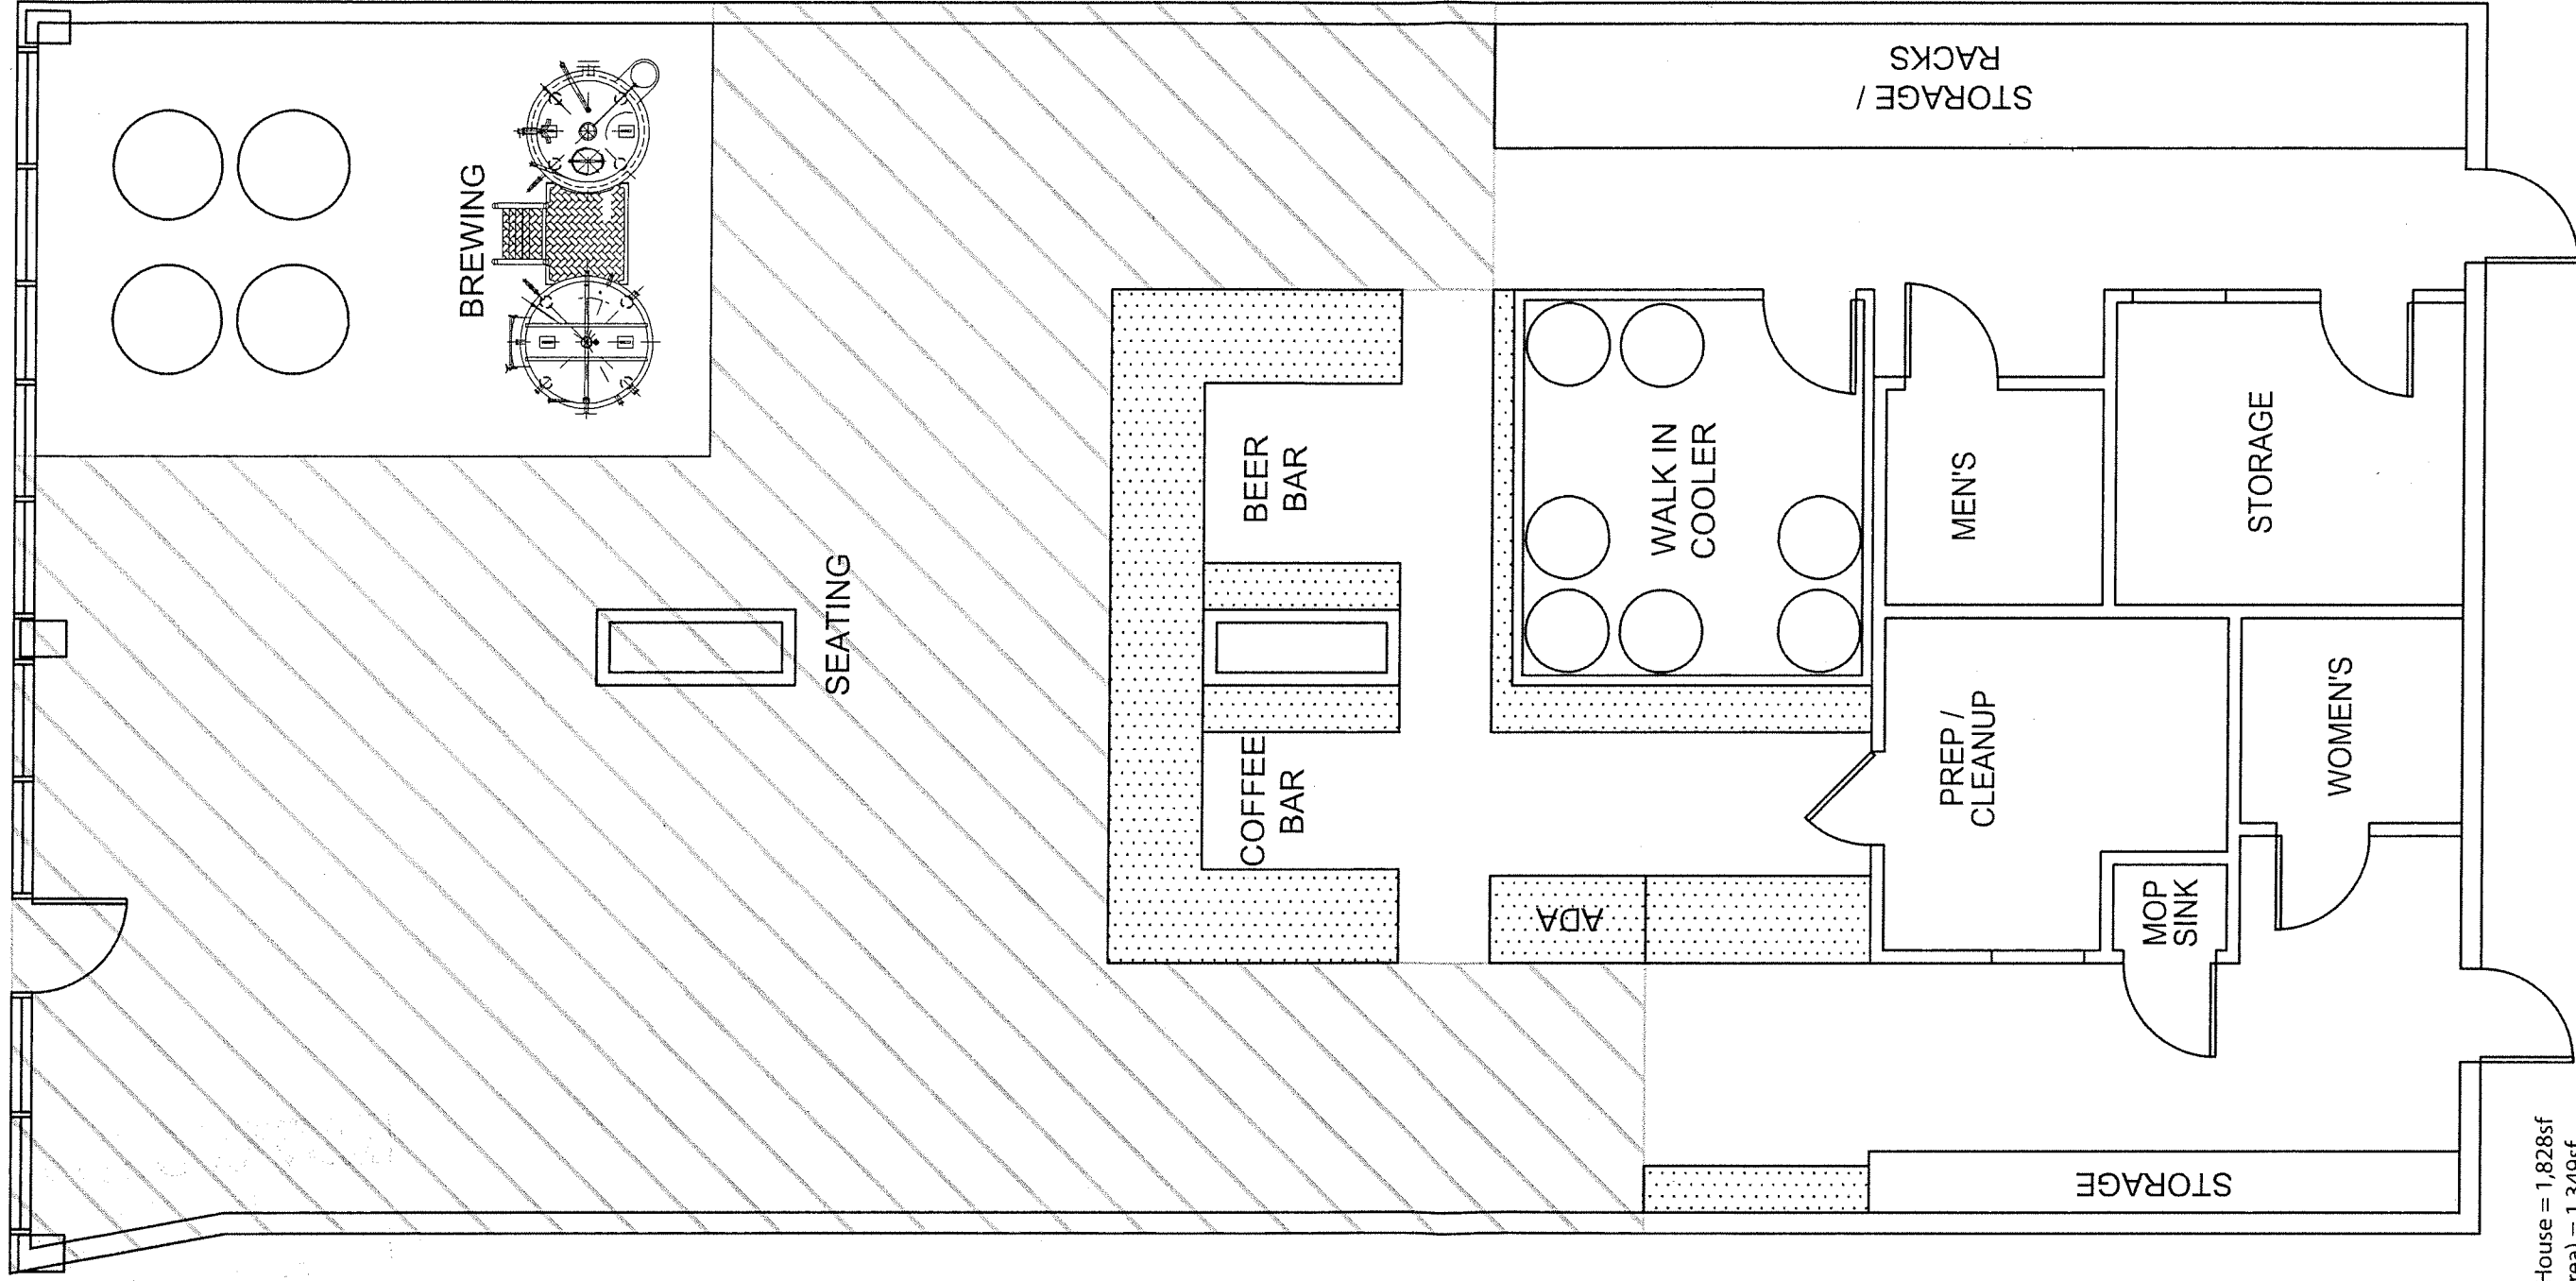 BREWING
SEATING
BEER
BAR
COFFEE
BAR
ADA
WALK IN
COOLER
STORAGE /
RACKS
MEN'S
STORAGE
PREP /
CLEANUP
MOP
SINK
WOMEN'S
STORAGE
House = 1,828sf